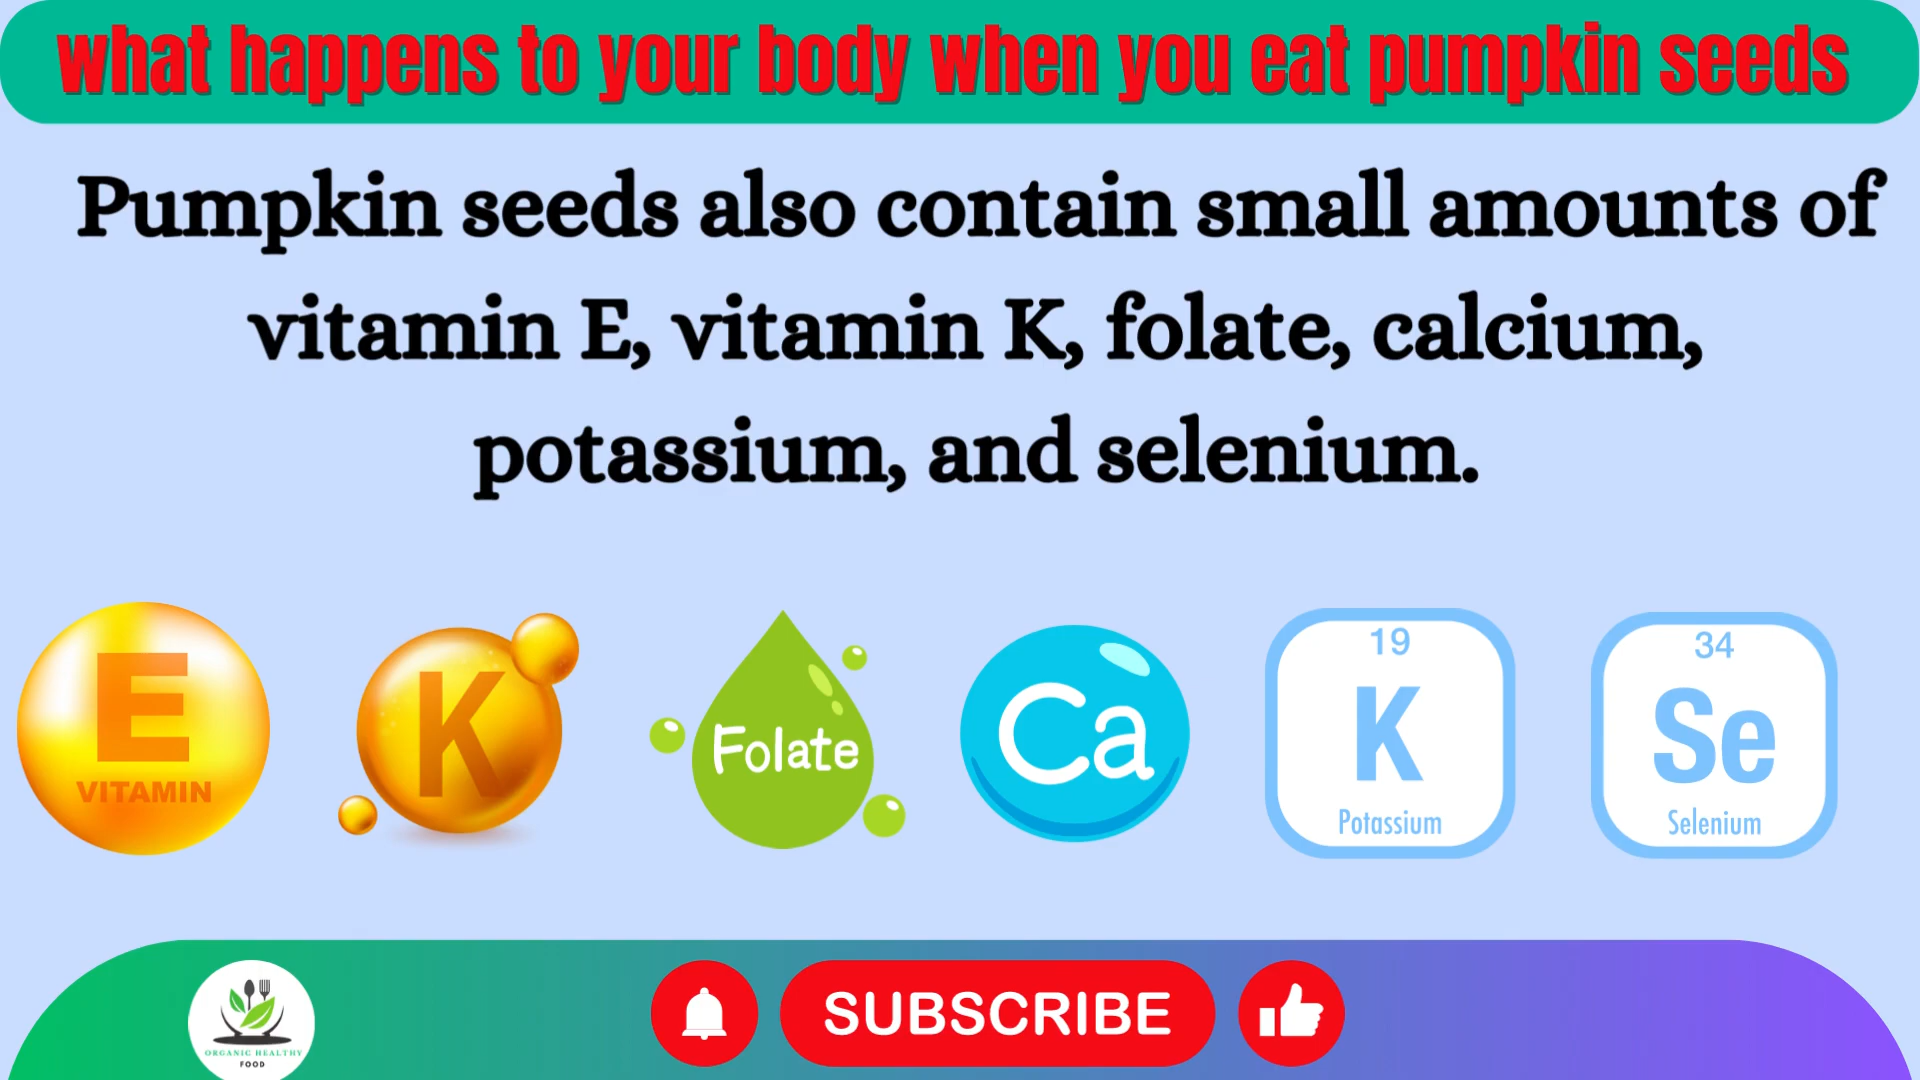 what happens to your body when you eat pumpkin seeds
Pumpkin seeds also contain small amounts of
vitamin E, vitamin K, folate, calcium,
potassium, and selenium.
E
VITAMIN
K
Folate
Ca
19
K
Potassium
34
Se
Selenium
ORGANIC HEALTHY
FOOD
SUBSCRIBE